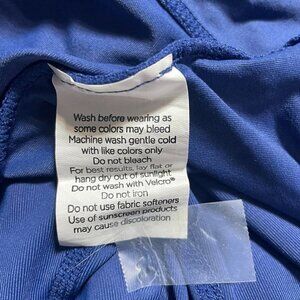 Wash before wearing as
some colors may bleed
Machine wash gentle cold
with like colors only
Do not bleach
For best results, lay flat or
hang dry out of sunlight
Do not wash with Velcro®
Do not iron
Do not use fabric softeners
Use of sunscreen products
may cause discoloration